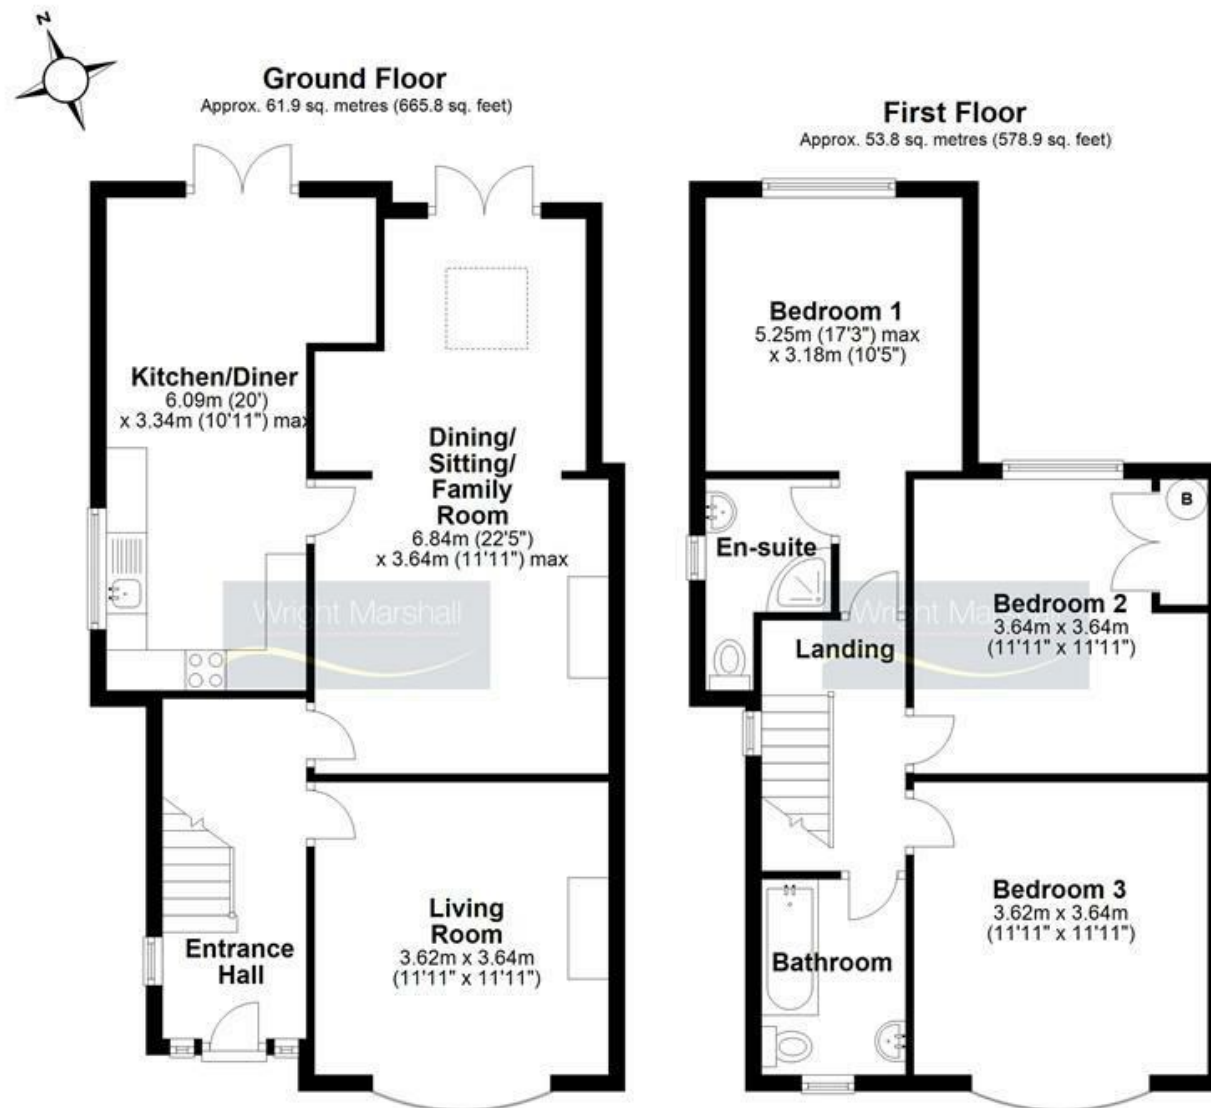 N
Ground Floor
Approx. 61.9 sq. metres (665.8 sq. feet)
Kitchen/Diner
6.09m (20')
x 3.34m (10'11") max
Dining/
Sitting/
Family
Room
6.84m (22'5")
x 3.64m (11'11") max
Wright Marshall
Living
Room
3.62m x 3.64m
(11'11" x 11'11")
Entrance
Hall
First Floor
Approx. 53.8 sq. metres (578.9 sq. feet)
Bedroom 1
5.25m (17'3") max
x 3.18m (10'5")
B
En-suite
Bedroom 2
3.64m x 3.64m
(11'11" x 11'11")
Wright Ma
Landing
Bedroom 3
3.62m x 3.64m
(11'11" x 11'11")
Bathroom